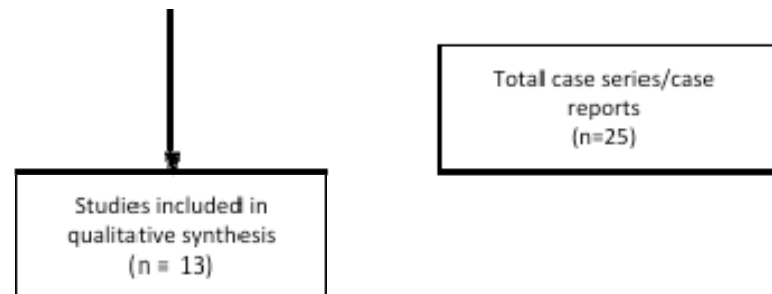 Total case series/case
reports
(n=25)
Studies included in
qualitative synthesis
(n = 13)